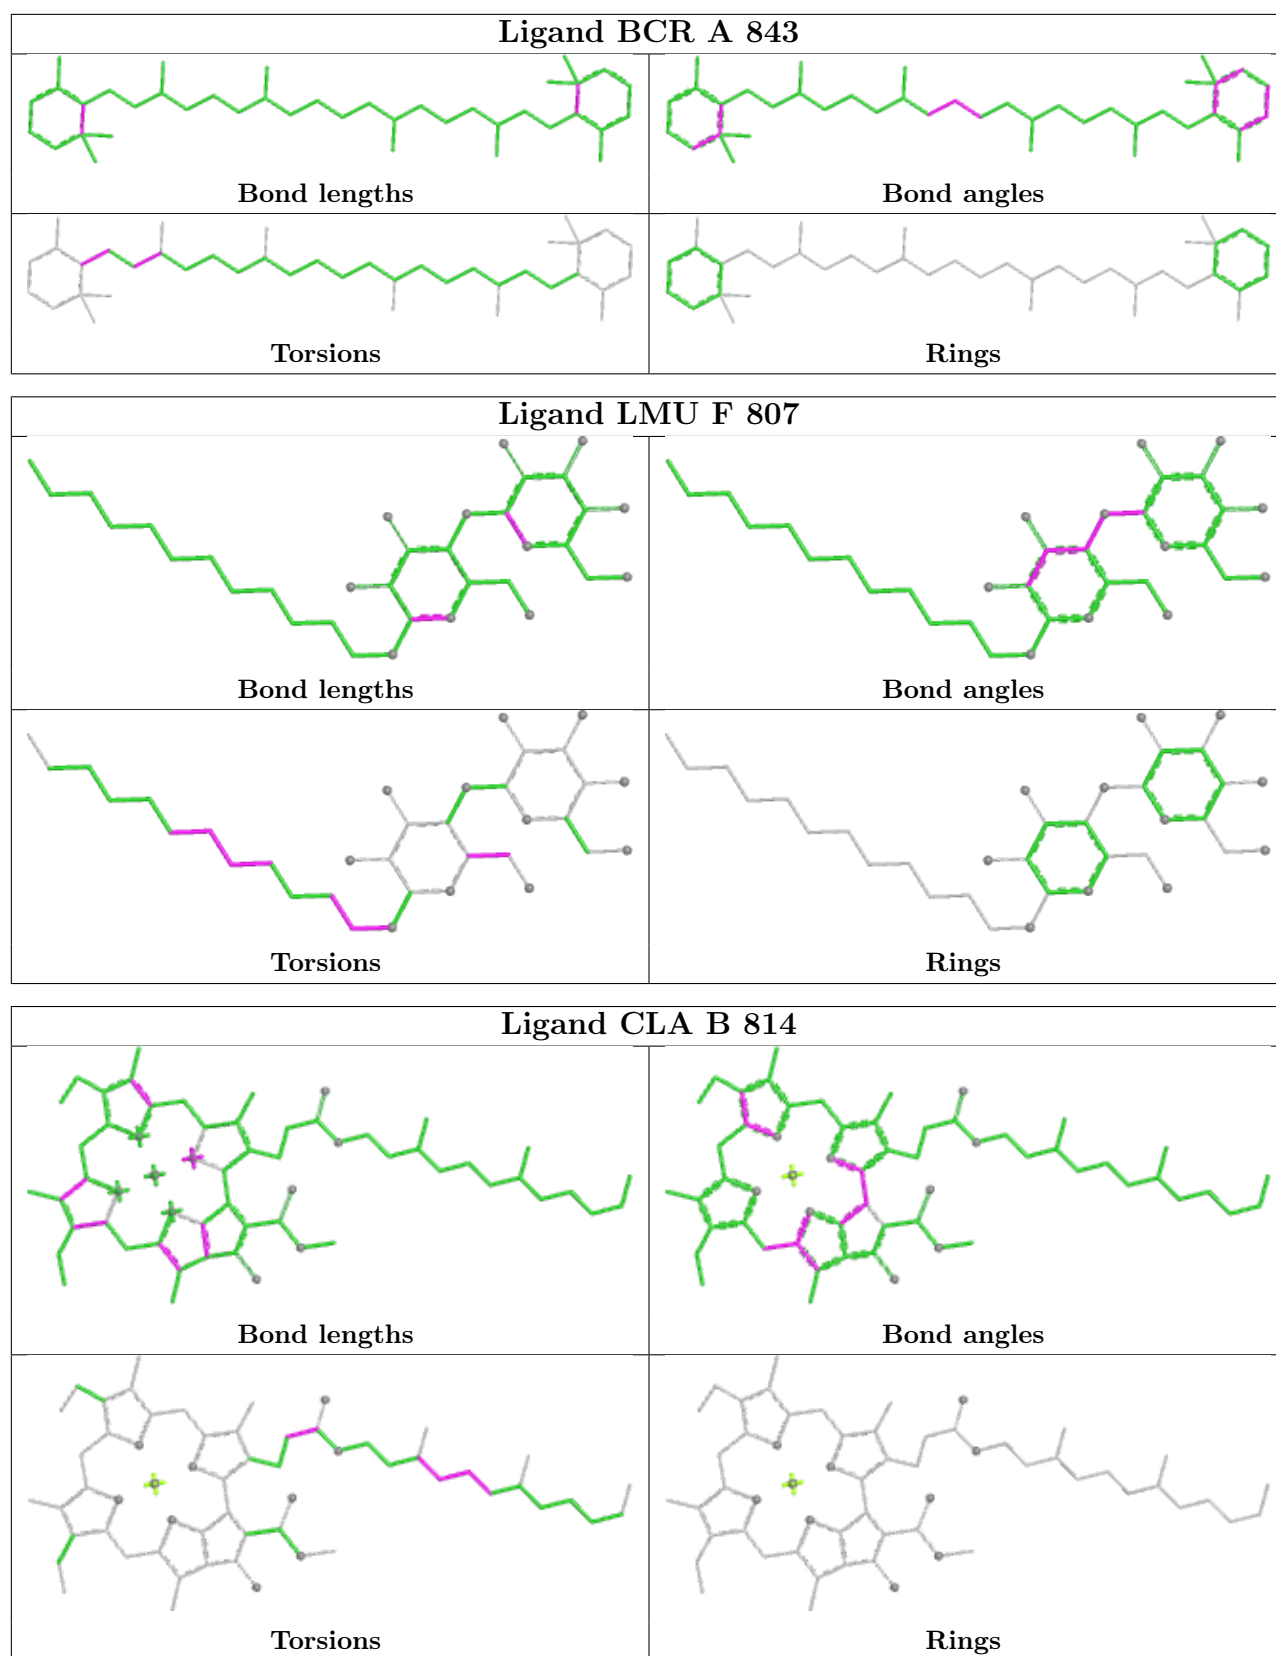 Ligand BCR A 843
Bond lengths
Bond angles
Torsions
Rings
Ligand LMU F 807
Bond lengths
Bond angles
Torsions
Rings
Ligand CLA B 814
Bond lengths
Bond angles
Torsions
Rings